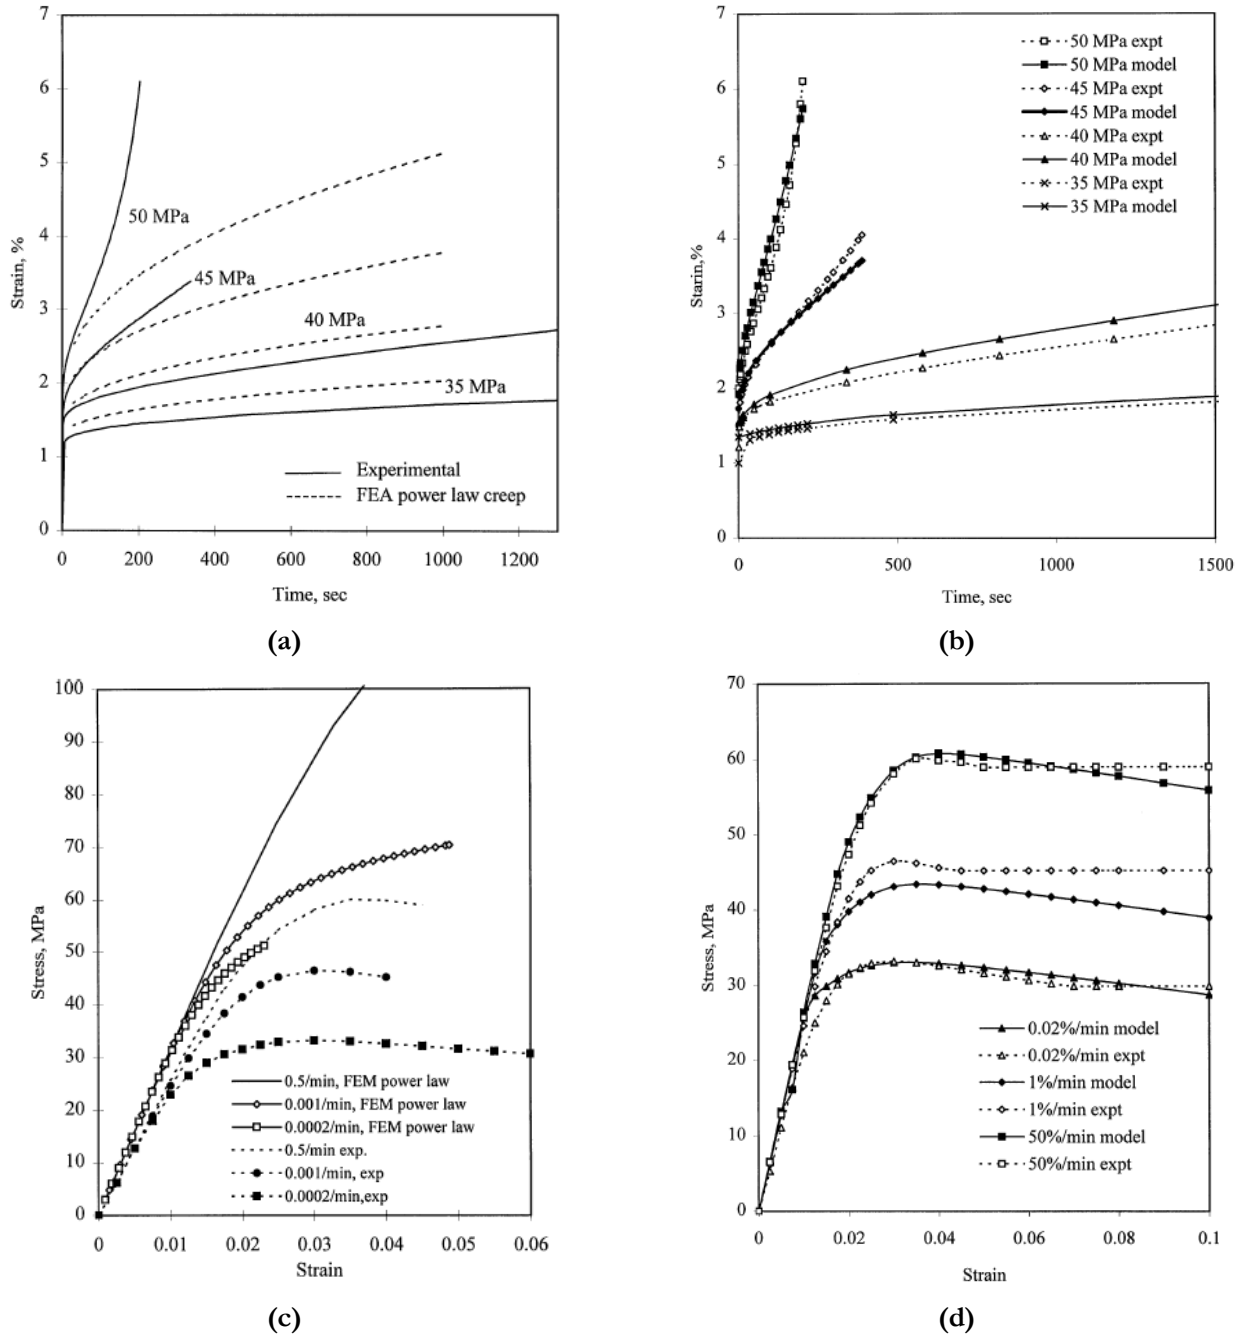 7
6
5
4
3
2
1
0
Strain, %
50 MPa
45 MPa
40 MPa
35 MPa
Experimental
FEA power law creep
0 200 400 600 800 1000 1200
Time, sec
(a)
7
6
5
4
3
2
1
0
Starin,%
50 MPa expt
50 MPa model
45 MPa expt
45 MPa model
40 MPa expt
40 MPa model
35 MPa expt
35 MPa model
0 500 1000 1500
Time, sec
(b)
100
90
80
70
60
50
40
30
20
10
0
Stress, MPa
0.5/min, FEM power law
0.001/min, FEM power law
0.0002/min, FEM power law
0.5/min exp.
0.001/min, exp
0.0002/min,exp
0 0.01 0.02 0.03 0.04 0.05 0.06
Strain
(c)
70
60
50
40
30
20
10
0
Stress, MPa
0.02%/min model
0.02%/min expt
1%/min model
1%/min expt
50%/min model
50%/min expt
0 0.02 0.04 0.06 0.08 0.1
Strain
(d)